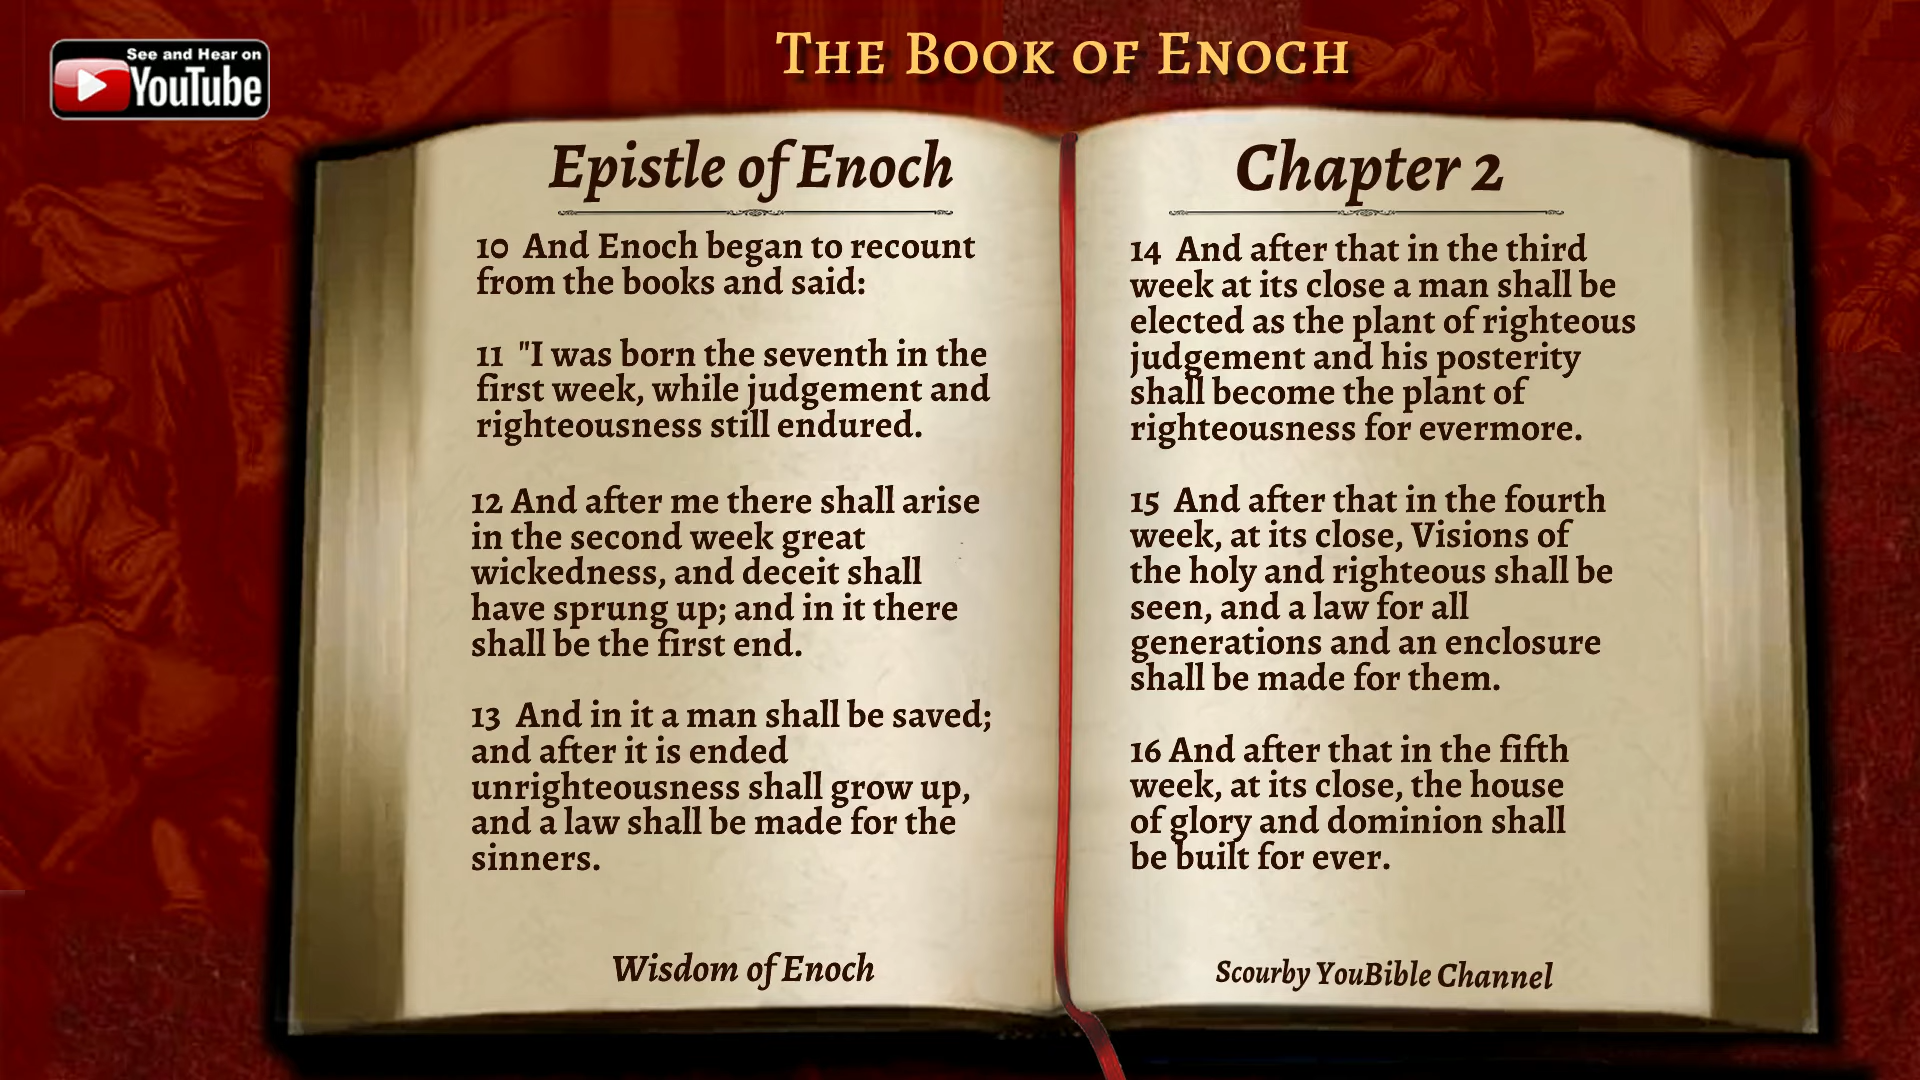 See and Hear on
YouTube
The Book of Enoch
Epistle of Enoch
10 And Enoch began to recount
from the books and said:
11 "I was born the seventh in the
first week, while judgement and
righteousness still endured.
12 And after me there shall arise
in the second week great
wickedness, and deceit shall
have sprung up; and in it there
shall be the first end.
13 And in it a man shall be saved;
and after it is ended
unrighteousness shall grow up,
and a law shall be made for the
sinners.
Wisdom of Enoch
Chapter 2
14 And after that in the third
week at its close a man shall be
elected as the plant of righteous
judgement and his posterity
shall become the plant of
righteousness for evermore.
15 And after that in the fourth
week, at its close, Visions of
the holy and righteous shall be
seen, and a law for all
generations and an enclosure
shall be made for them.
16 And after that in the fifth
week, at its close, the house
of glory and dominion shall
be built for ever.
Scourby YouBible Channel